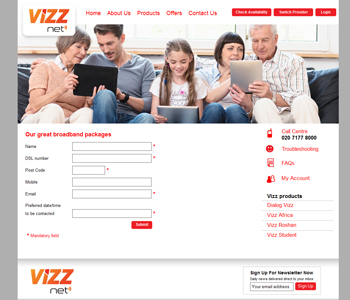 VIZZ
net
Home About Us Products Offers Contact Us
Check Availability Switch Provider Login
Our great broadband packages
Name *
DSL number *
Post Code *
Mobile
Email *
Preferred date/time
to be contacted *
Submit
* Mandatory field
Call Centre
020 7177 8000
Troubleshooting
FAQs
My Account
Vizz products
Dialog Vizz
Vizz Africa
Vizz Roshan
Vizz Student
VIZZ
net
Sign Up For Newsletter Now
Daily news delivered direct to your inbox
Your email address Sign Up